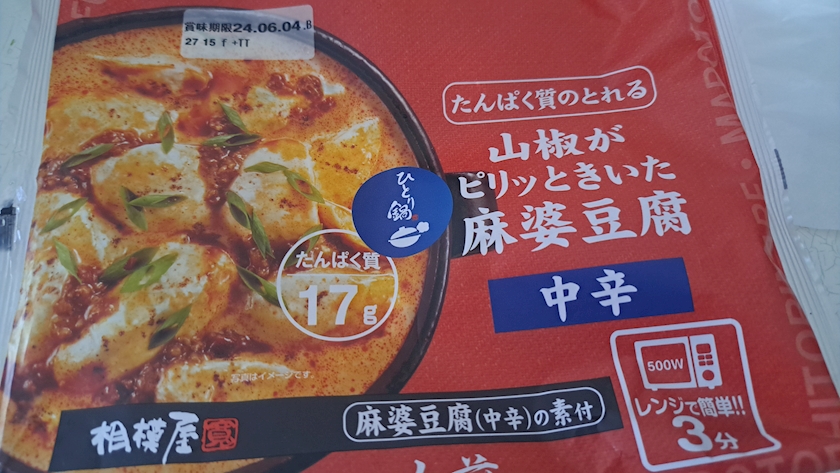 賞味期限24.06.04.B
27 15 f +TT
たんぱく質のとれる
山椒が
ピリッときいた
麻婆豆腐
ひとり鍋
中辛
たんぱく質
17g
写真はイメージです。
500W
レンジで簡単!!
3分
相模屋
麻婆豆腐(中辛)の素付